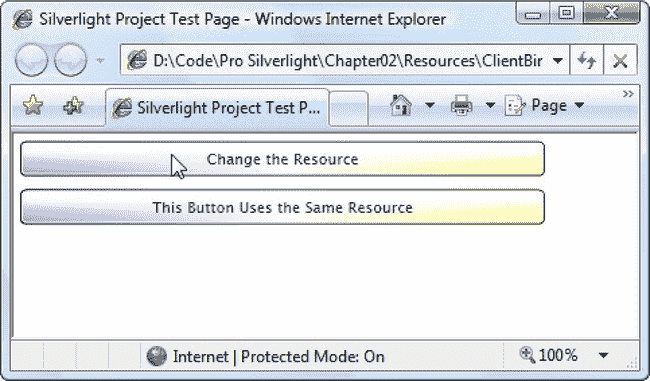 Silverlight Project Test Page - Windows Internet Explorer
D:\Code\Pro Silverlight\Chapter02\Resources\ClientBir
Silverlight Project Test P...
Page
Change the Resource
This Button Uses the Same Resource
Internet | Protected Mode: On
100%